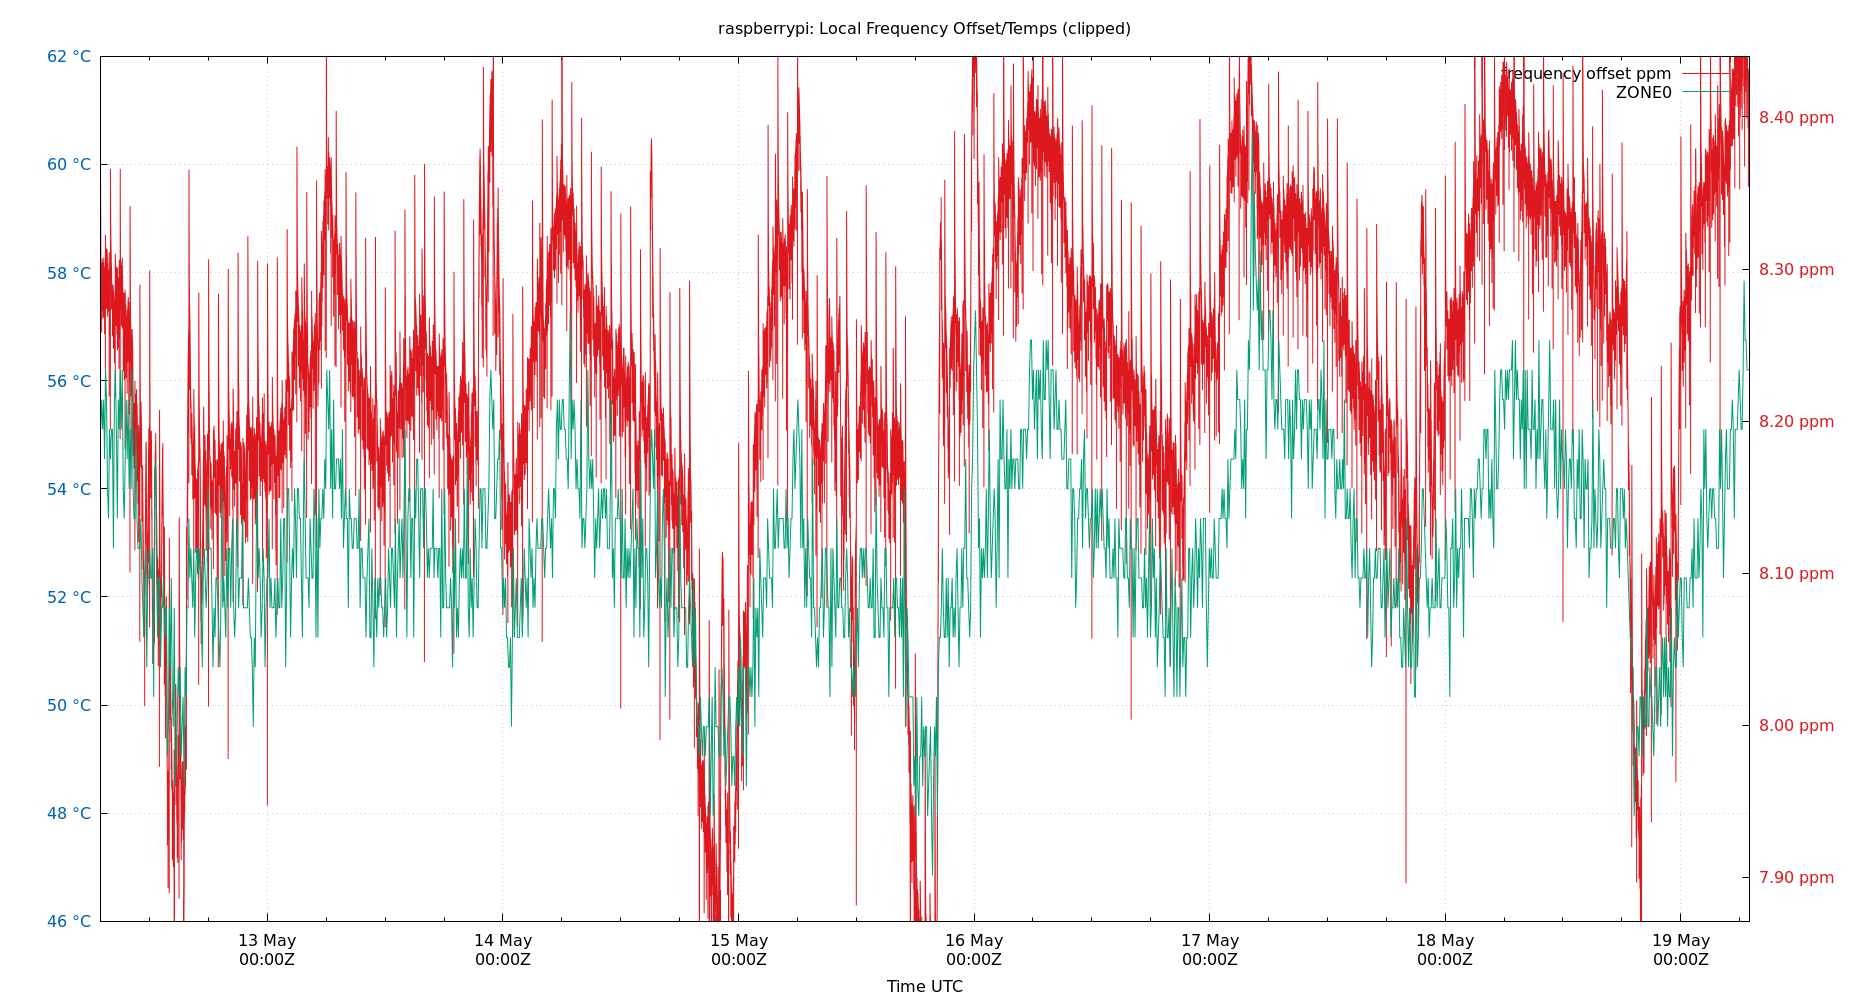 raspberrypi: Local Frequency Offset/Temps (clipped)
62 °C
60 °C
58 °C
56 °C
54 °C
52 °C
50 °C
48 °C
46 °C
frequency offset ppm
ZONE0
8.40 ppm
8.30 ppm
8.20 ppm
8.10 ppm
8.00 ppm
7.90 ppm
13 May
00:00Z
14 May
00:00Z
15 May
00:00Z
16 May
00:00Z
17 May
00:00Z
18 May
00:00Z
19 May
00:00Z
Time UTC